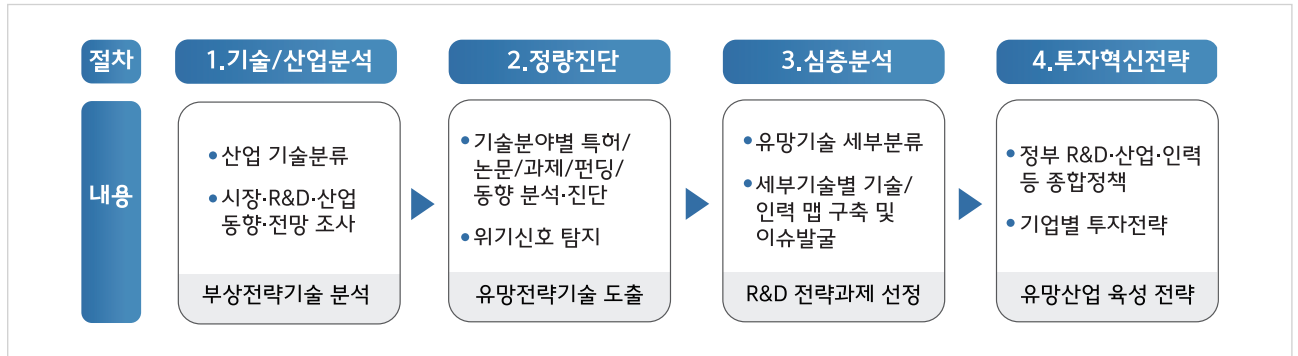 절차
1.기술/산업분석
2.정량진단
3.심층분석
4.투자혁신전략
내용
• 산업 기술분류
• 시장·R&D·산업
동향·전망 조사
부상전략기술 분석
• 기술분야별 특허/
논문/과제/펀딩/
동향 분석·진단
• 위기신호 탐지
유망전략기술 도출
• 유망기술 세부분류
• 세부기술별 기술/
인력 맵 구축 및
이슈발굴
R&D 전략과제 선정
• 정부 R&D·산업·인력
등 종합정책
• 기업별 투자전략
유망산업 육성 전략